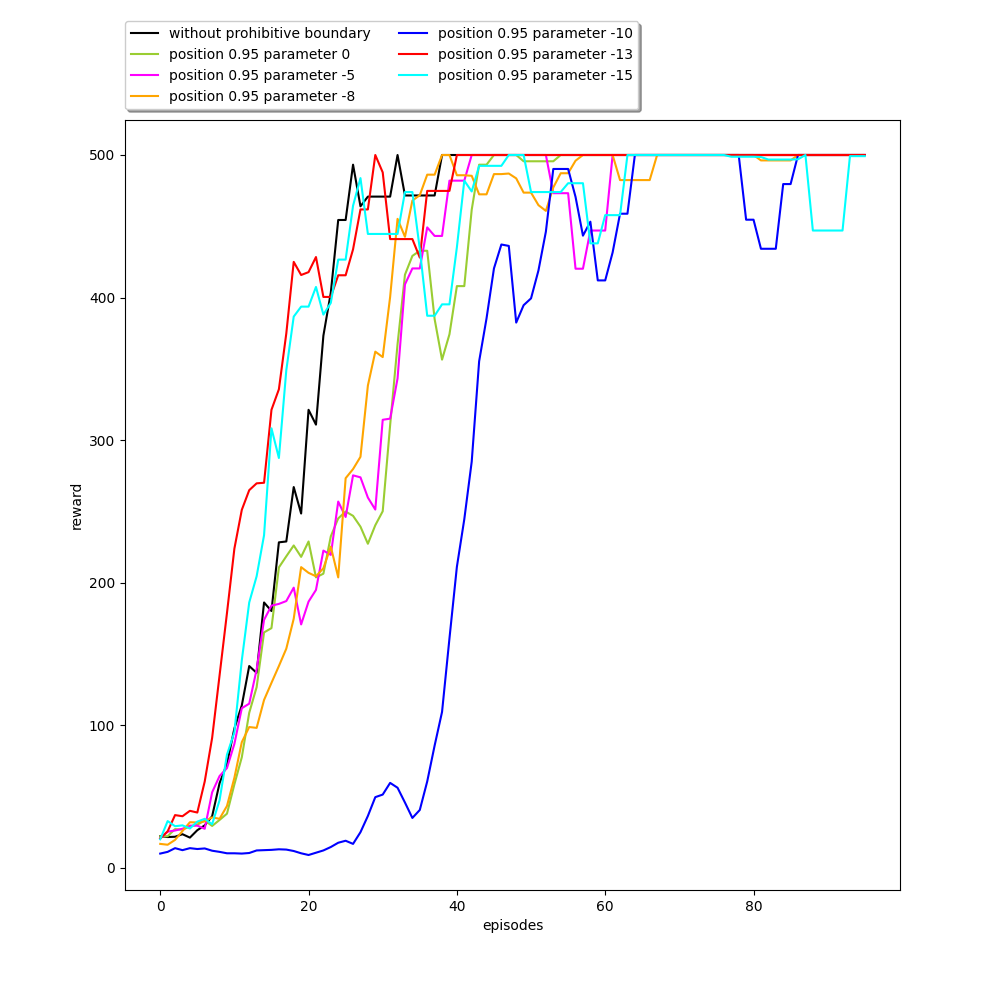 without prohibitive boundary
position 0.95 parameter 0
position 0.95 parameter -5
position 0.95 parameter -8
position 0.95 parameter -10
position 0.95 parameter -13
position 0.95 parameter -15
500
400
300
200
100
0
reward
0 20 40 60 80
episodes